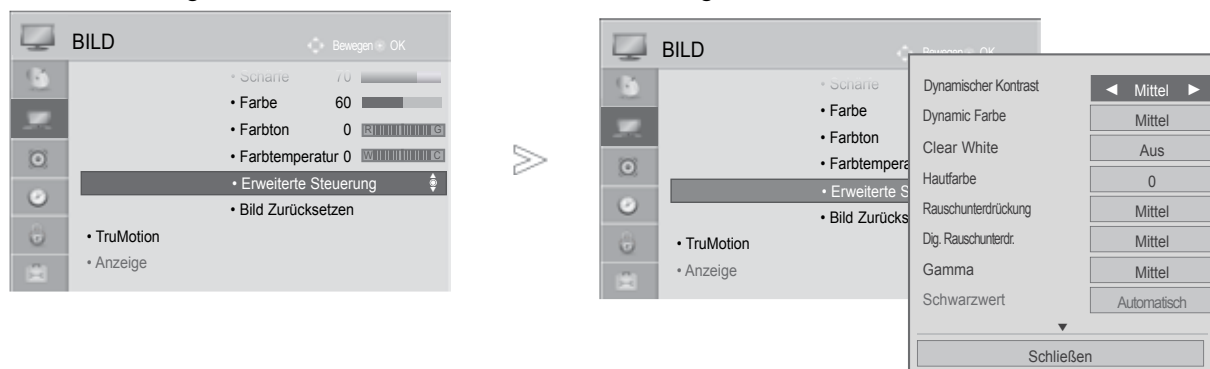 BILD
Bewegen OK
• Schärfe 70
• Farbe 60
• Farbton 0 R G
• Farbtemperatur 0 W C
• Erweiterte Steuerung
• Bild Zurücksetzen
• TruMotion
• Anzeige
BILD
Bewegen OK
• Schärfe
• Farbe
• Farbton
• Farbtempera
• Erweiterte S
• Bild Zurücks
• TruMotion
• Anzeige
Dynamischer Kontrast ◄ Mittel ►
Dynamic Farbe Mittel
Clear White Aus
Hautfarbe 0
Rauschunterdrückung Mittel
Dig. Rauschunterdr. Mittel
Gamma Mittel
Schwarzwert Automatisch
▼
Schließen